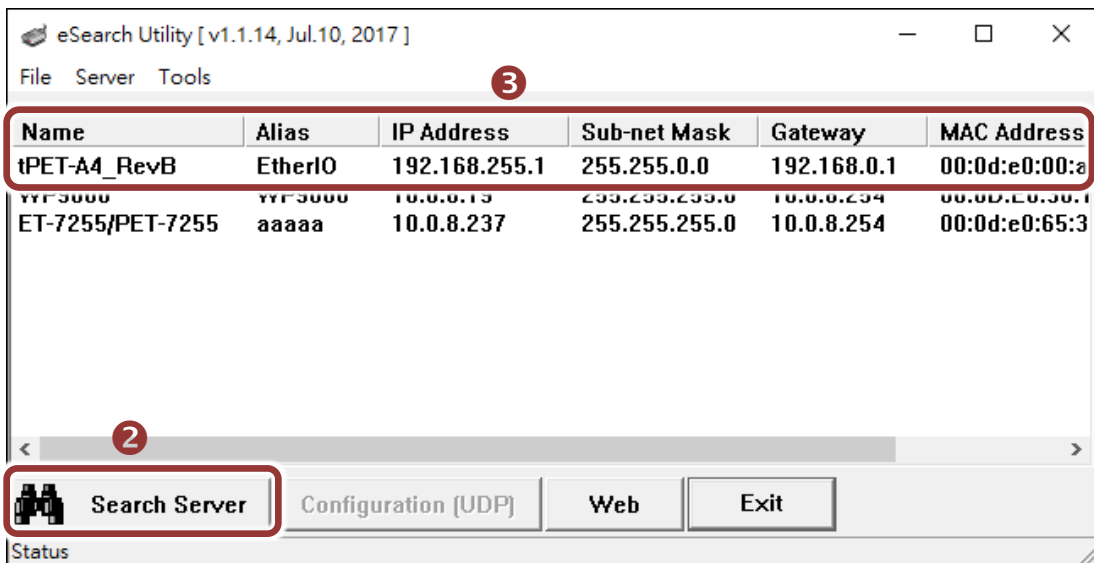 eSearch Utility [ v1.1.14, Jul.10, 2017 ]
File Server Tools
3
Name Alias IP Address Sub-net Mask Gateway MAC Address
tPET-A4_RevB EtherIO 192.168.255.1 255.255.0.0 192.168.0.1 00:0d:e0:00:a
ET-7255/PET-7255 aaaaa 10.0.8.237 255.255.255.0 10.0.8.254 00:0d:e0:65:3
2
Search Server Configuration (UDP) Web Exit
Status